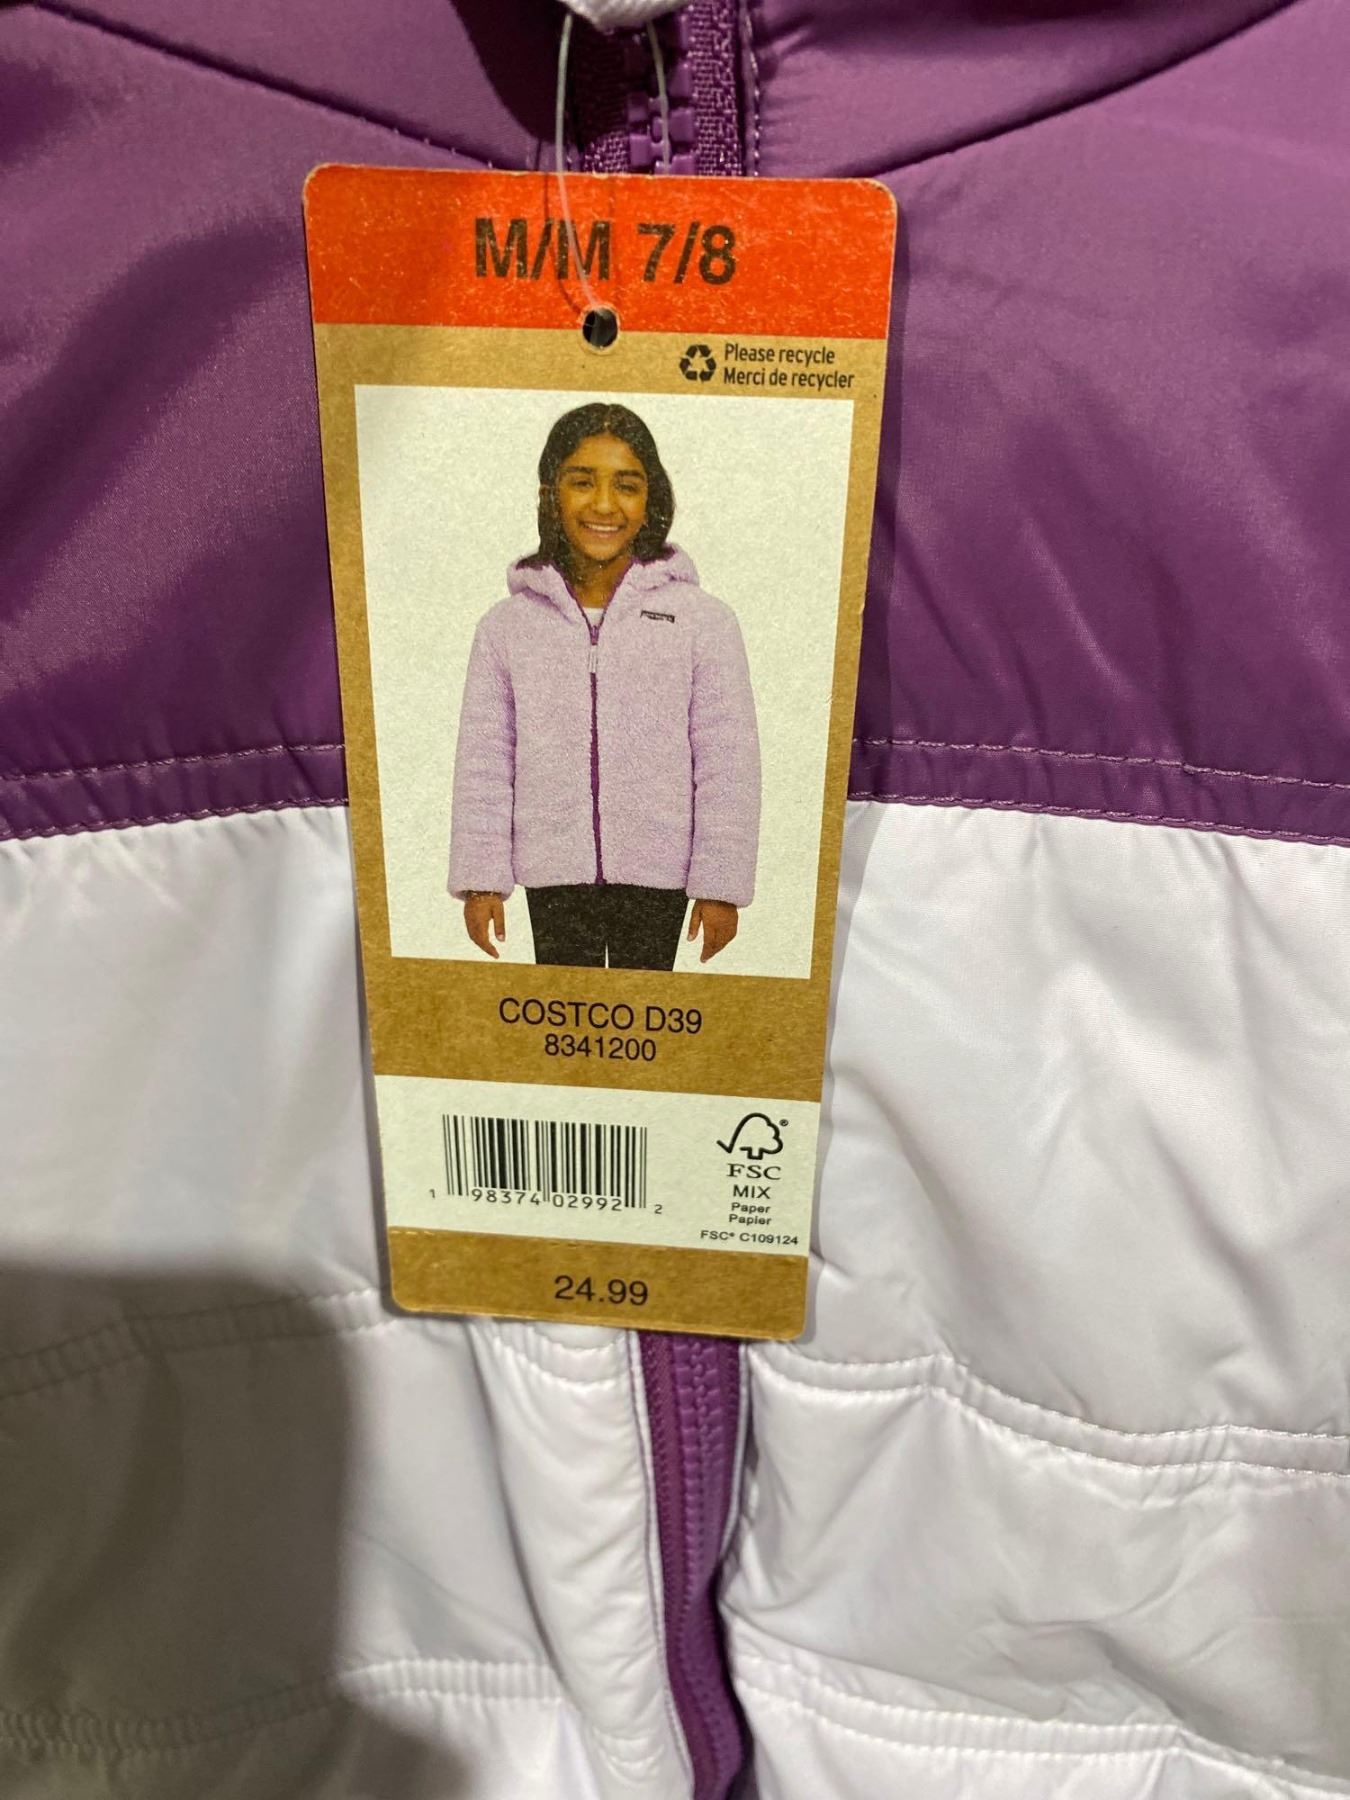 M/M 7/8
Please recycle
Merci de recycler
COSTCO D39
8341200
1 98374 02992 2
FSC
MIX
Paper
Papier
FSC® C109124
24.99